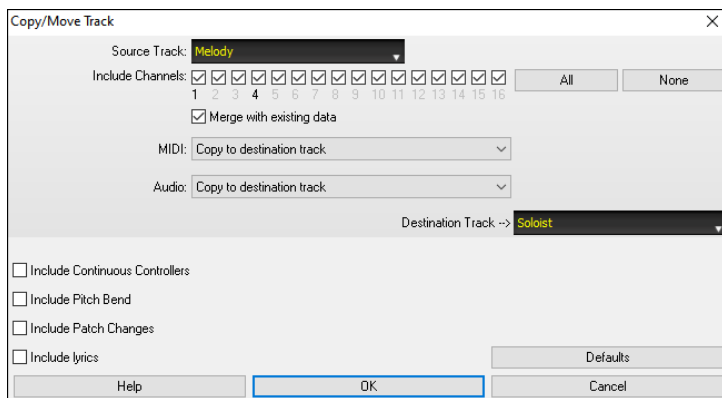 Copy/Move Track
Source Track: Melody
Include Channels: All None
1 2 3 4 5 6 7 8 9 10 11 12 13 14 15 16
Merge with existing data
MIDI: Copy to destination track
Audio: Copy to destination track
Destination Track --> Soloist
Include Continuous Controllers
Include Pitch Bend
Include Patch Changes
Include lyrics Defaults
Help OK Cancel